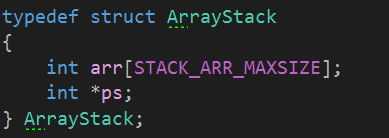 typedef struct ArrayStack
{
    int arr[STACK_ARR_MAXSIZE];
    int *ps;
} ArrayStack;